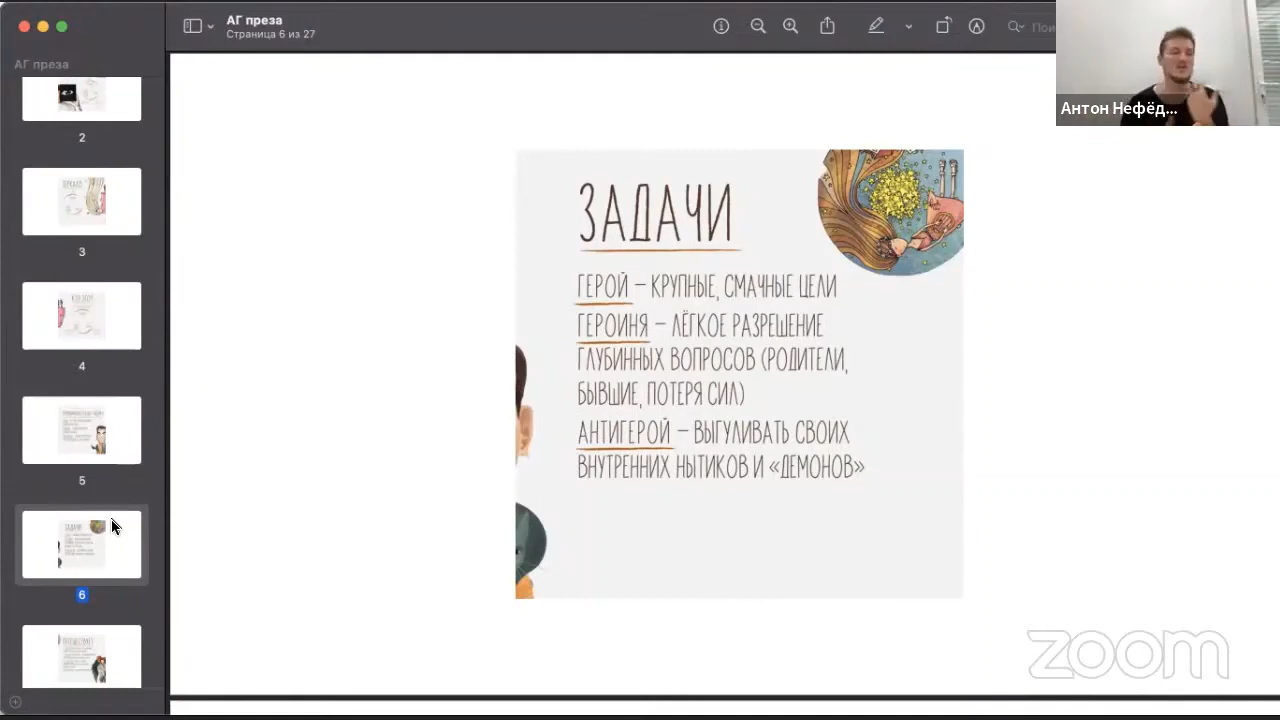 АГ преза
Страница 6 из 27
Пои
АГ преза
Антон Нефёд...
2
3
4
5
6
ЗАДАЧИ
ГЕРОЙ – КРУПНЫЕ, СМАЧНЫЕ ЦЕЛИ
ГЕРОИНЯ – ЛЁГКОЕ РАЗРЕШЕНИЕ
ГЛУБИННЫХ ВОПРОСОВ (РОДИТЕЛИ,
БЫВШИЕ, ПОТЕРЯ СИЛ)
АНТИГЕРОЙ – ВЫГУЛИВАТЬ СВОИХ
ВНУТРЕННИХ НЫТИКОВ И «ДЕМОНОВ»
zoom